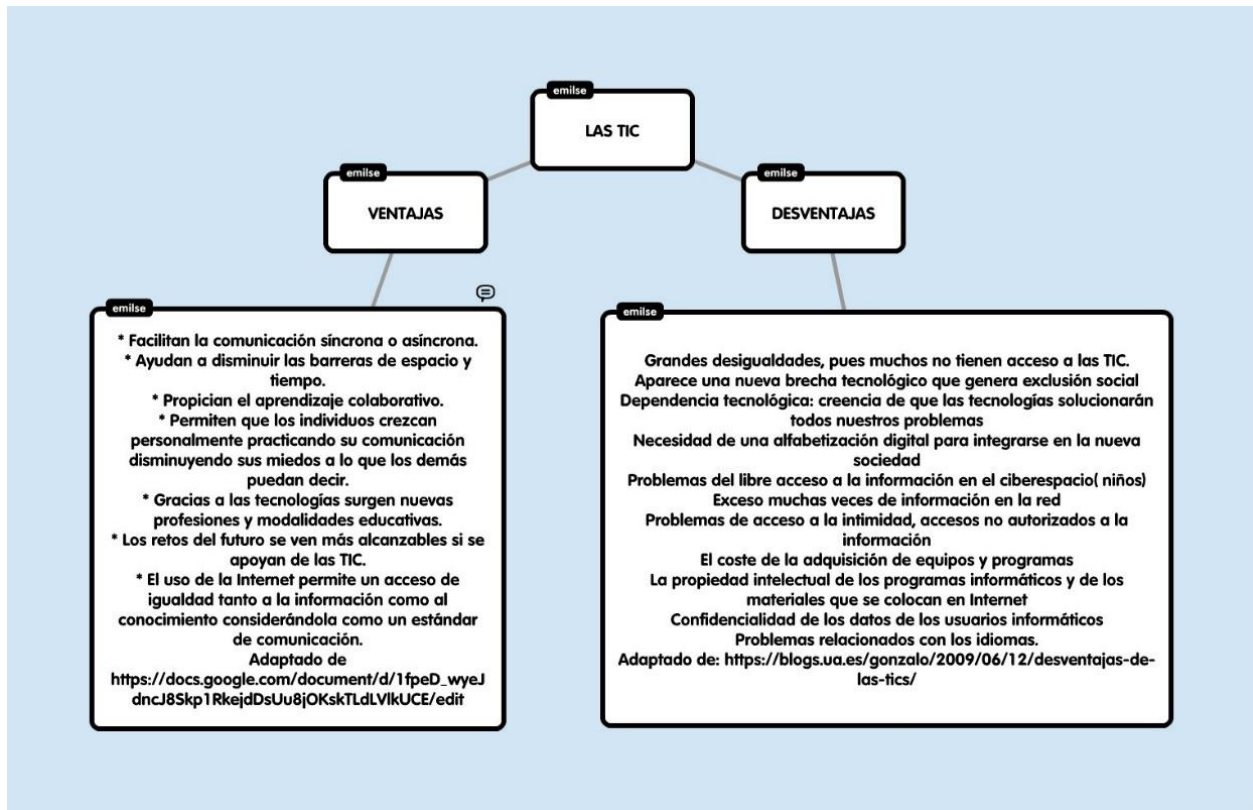 emilse
LAS TIC
emilse
VENTAJAS
emilse
DESVENTAJAS
emilse
* Facilitan la comunicación síncrona o asíncrona.
* Ayudan a disminuir las barreras de espacio y
tiempo.
* Propician el aprendizaje colaborativo.
* Permiten que los individuos crezcan
personalmente practicando su comunicación
disminuyendo sus miedos a lo que los demás
puedan decir.
* Gracias a las tecnologías surgen nuevas
profesiones y modalidades educativas.
* Los retos del futuro se ven más alcanzables si se
apoyan de las TIC.
* El uso de la Internet permite un acceso de
igualdad tanto a la información como al
conocimiento considerándola como un estándar
de comunicación.
Adaptado de
https://docs.google.com/document/d/1fpeD_wyeJ
dncJ8Skp1RkejdDsUu8jOKskTLdLVlkUCE/edit
emilse
Grandes desigualdades, pues muchos no tienen acceso a las TIC.
Aparece una nueva brecha tecnológico que genera exclusión social
Dependencia tecnológica: creencia de que las tecnologías solucionarán
todos nuestros problemas
Necesidad de una alfabetización digital para integrarse en la nueva
sociedad
Problemas del libre acceso a la información en el ciberespacio( niños)
Exceso muchas veces de información en la red
Problemas de acceso a la intimidad, accesos no autorizados a la
información
El coste de la adquisición de equipos y programas
La propiedad intelectual de los programas informáticos y de los
materiales que se colocan en Internet
Confidencialidad de los datos de los usuarios informáticos
Problemas relacionados con los idiomas.
Adaptado de: https://blogs.ua.es/gonzalo/2009/06/12/desventajas-de-
las-tics/